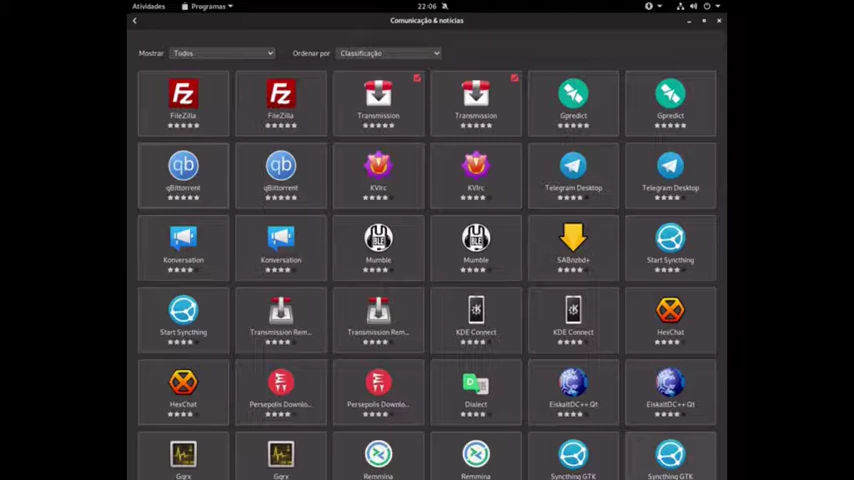 Atividades Programas 22:06
Comunicação & notícias
Mostrar Todos Ordenar por Classificação
FileZilla FileZilla Transmission Transmission Gpredict Gpredict
qBittorrent qBittorrent KVIrc KVIrc Telegram Desktop Telegram Desktop
Konversation Konversation Mumble Mumble SABnzbd+ Start Syncthing
Start Syncthing Transmission Rem... Transmission Rem... KDE Connect KDE Connect HexChat
HexChat Persepolis Downlo... Persepolis Downlo... Dialect EiskaltDC++ Qt EiskaltDC++ Qt
Gqrx Gqrx Remmina Remmina Syncthing GTK Syncthing GTK